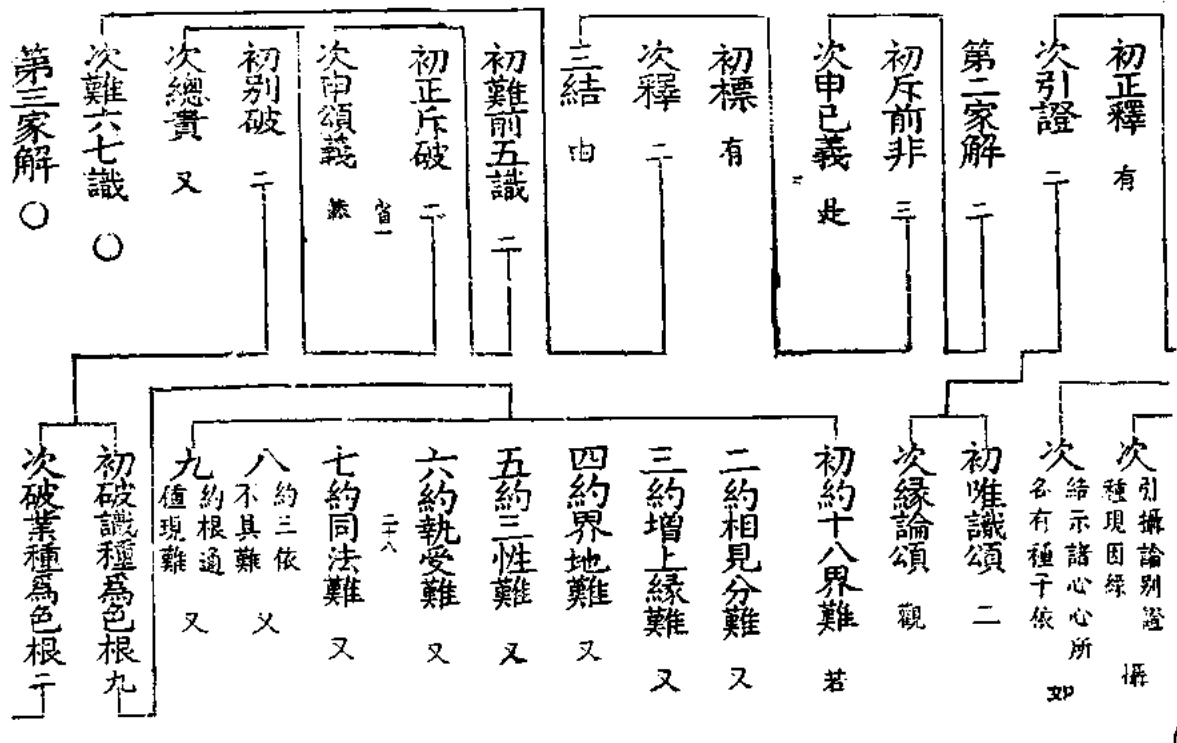 初正釋 有
次引證 二
第二家解 二
初斥前非 三
次申已義 此
初標 有
次釋 二
三結 由
初難前五識 二
初正斥破 二
次申頌義 然
初別破 二
次總責 又
次難六七識 〇
第三家解 〇
次引攝論別證種現因緣 攝
次結示諸心心所各有種子依 如
初唯識頌 二
次緣論頌 觀
初約十八界難 若
二約相見分難 又
三約增上緣難 又
四約界地難 又
五約三性難 又
六約執受難 又
二十八
七約同法難 又
八約三依不具難 又
九約根通種現難 又
初破識種爲色根 九
次破業種爲色根 二